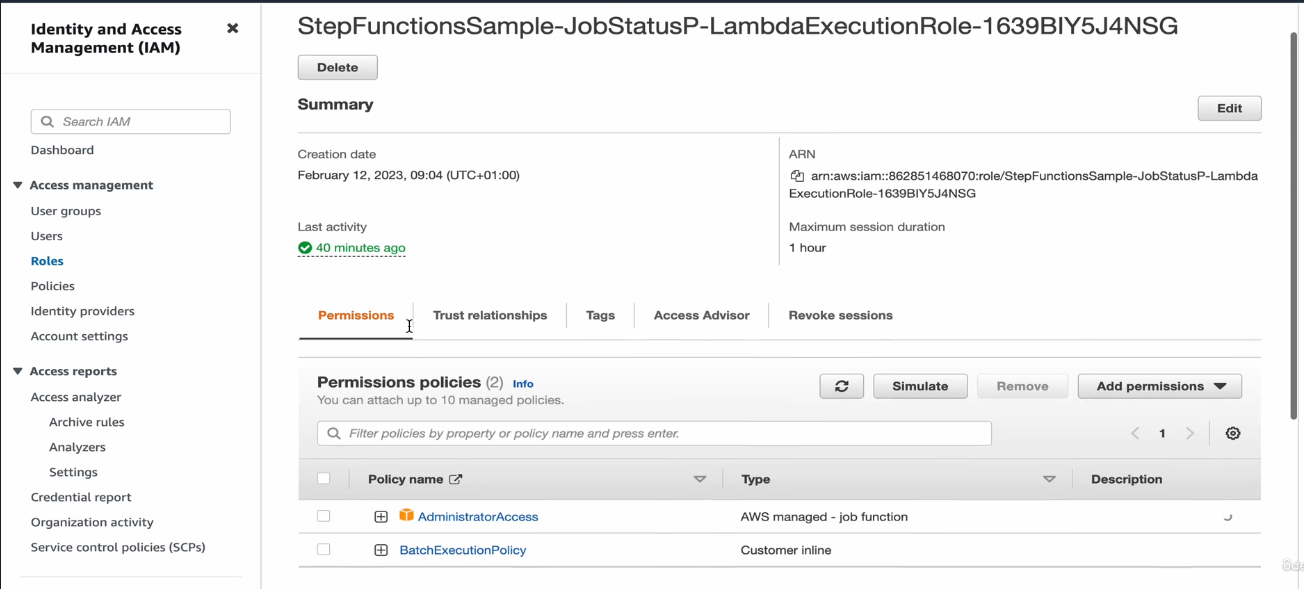 Identity and Access
Management (IAM)
Search IAM
Dashboard
Access management
User groups
Users
Roles
Policies
Identity providers
Account settings
Access reports
Access analyzer
Archive rules
Analyzers
Settings
Credential report
Organization activity
Service control policies (SCPs)
StepFunctionsSample-JobStatusP-LambdaExecutionRole-1639BIY5J4NSG
Delete
Summary
Edit
Creation date
February 12, 2023, 09:04 (UTC+01:00)
ARN
arn:aws:iam::862851468070:role/StepFunctionsSample-JobStatusP-Lambda
ExecutionRole-1639BIY5J4NSG
Last activity
40 minutes ago
Maximum session duration
1 hour
Permissions
Trust relationships
Tags
Access Advisor
Revoke sessions
Permissions policies (2) Info
You can attach up to 10 managed policies.
Simulate
Remove
Add permissions
Filter policies by property or policy name and press enter.
1
Policy name
Type
Description
AdministratorAccess
AWS managed - job function
BatchExecutionPolicy
Customer inline